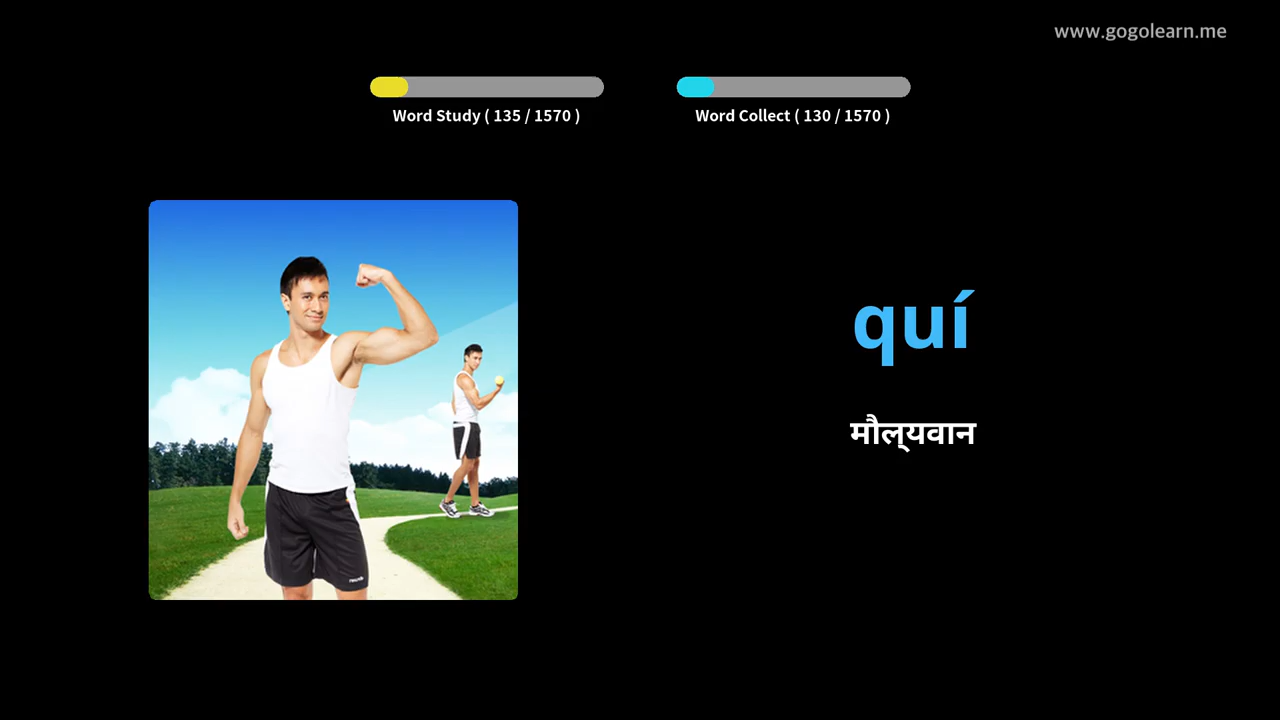 www.gogolearn.me
Word Study ( 135 / 1570 )
Word Collect ( 130 / 1570 )
quí
मौल्यवान